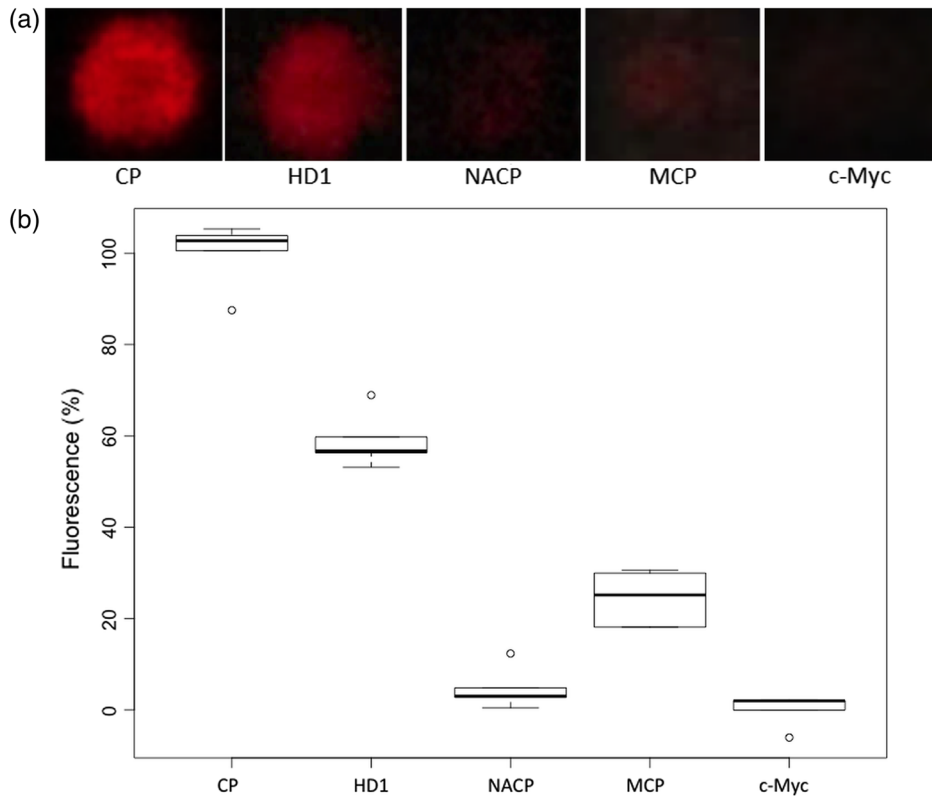 (a)
CP HD1 NACP MCP c-Myc
(b)
Fluorescence (%)
100
80
60
40
20
0
CP HD1 NACP MCP c-Myc